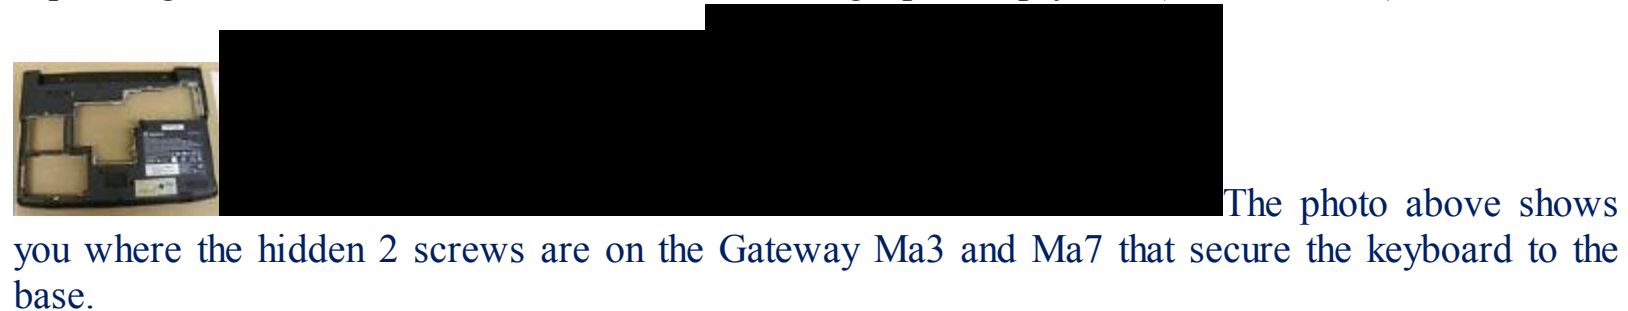 The photo above shows
you where the hidden 2 screws are on the Gateway Ma3 and Ma7 that secure the keyboard to the
base.